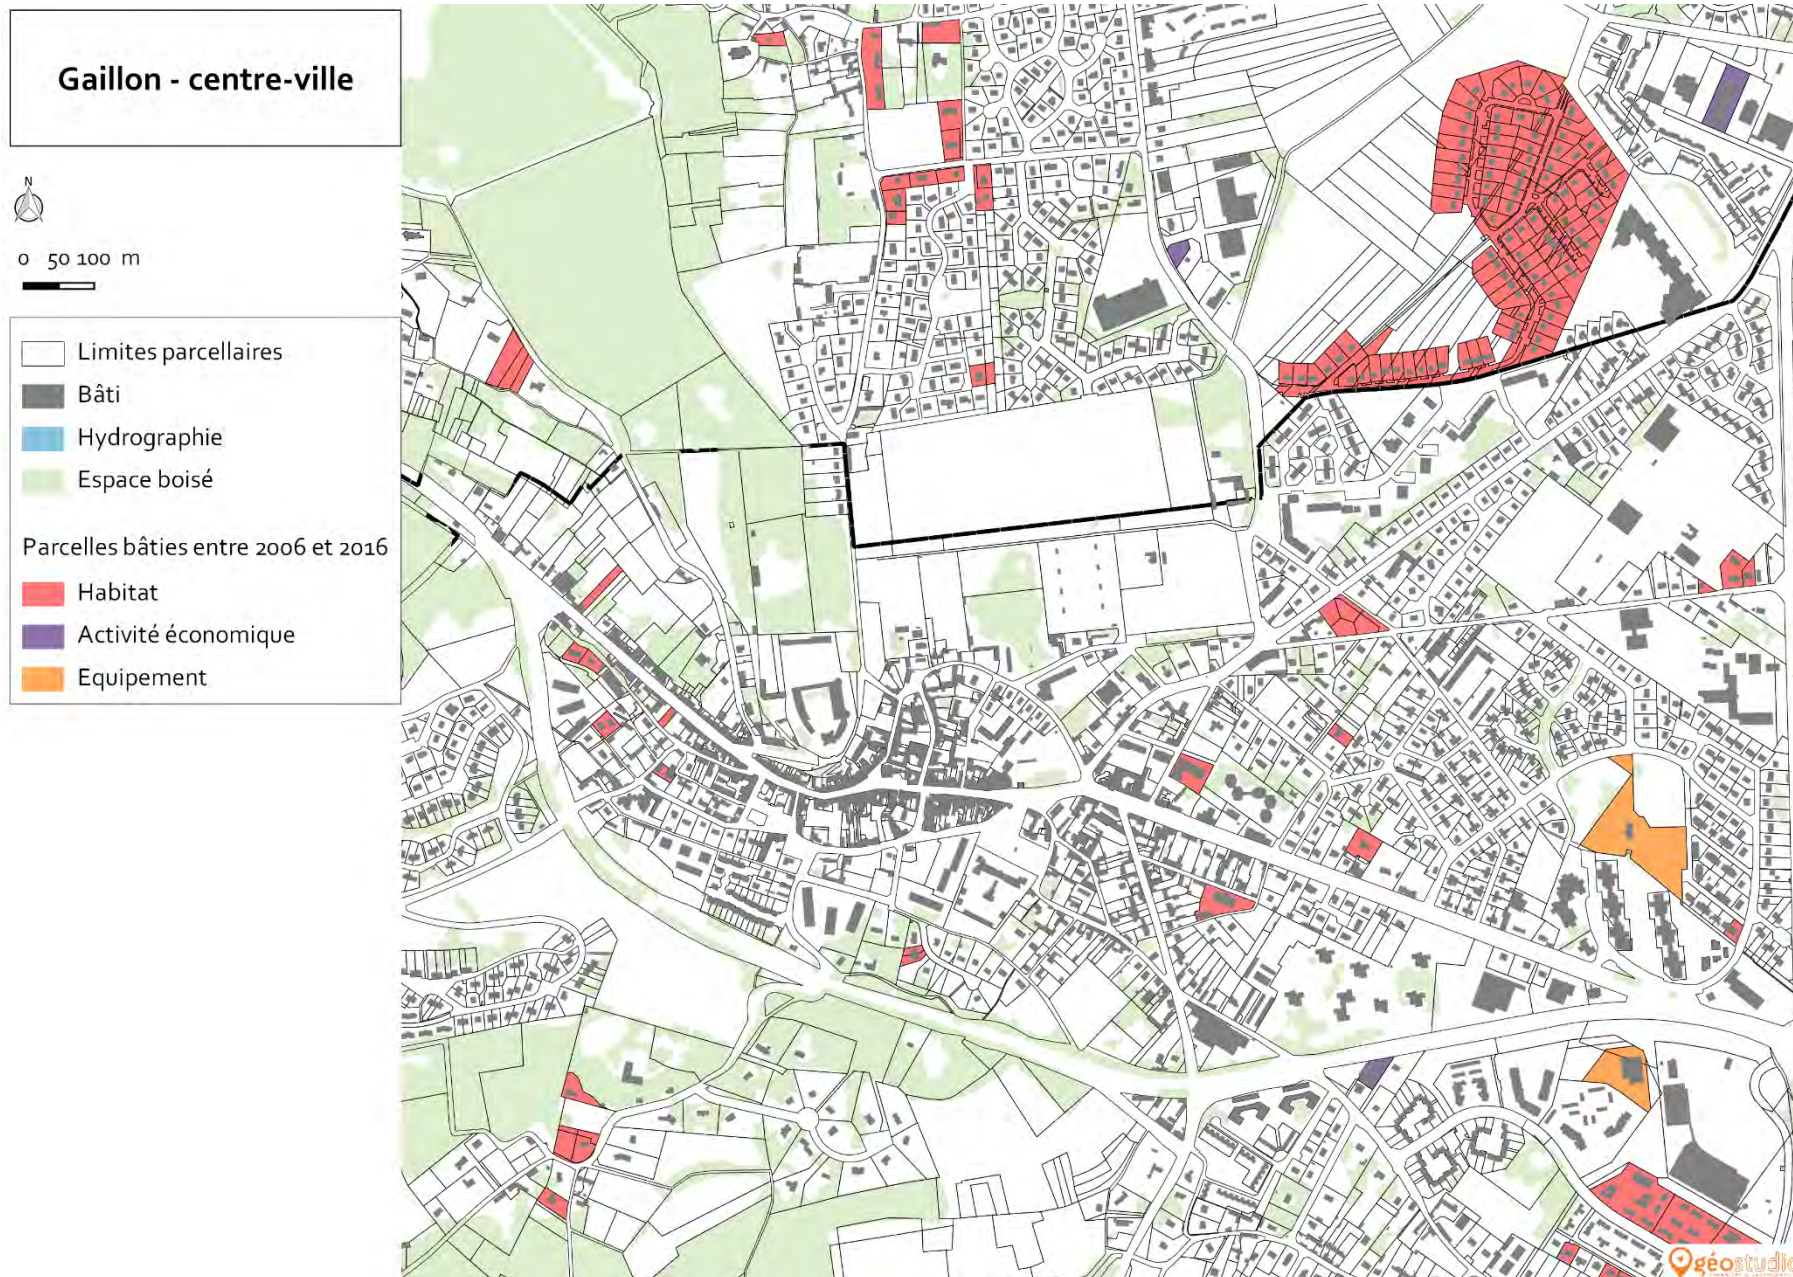 Gaillon - centre-ville
N
0 50 100 m
Limites parcellaires
Bâti
Hydrographie
Espace boisé
Parcelles bâties entre 2006 et 2016
Habitat
Activité économique
Equipement
géostudio